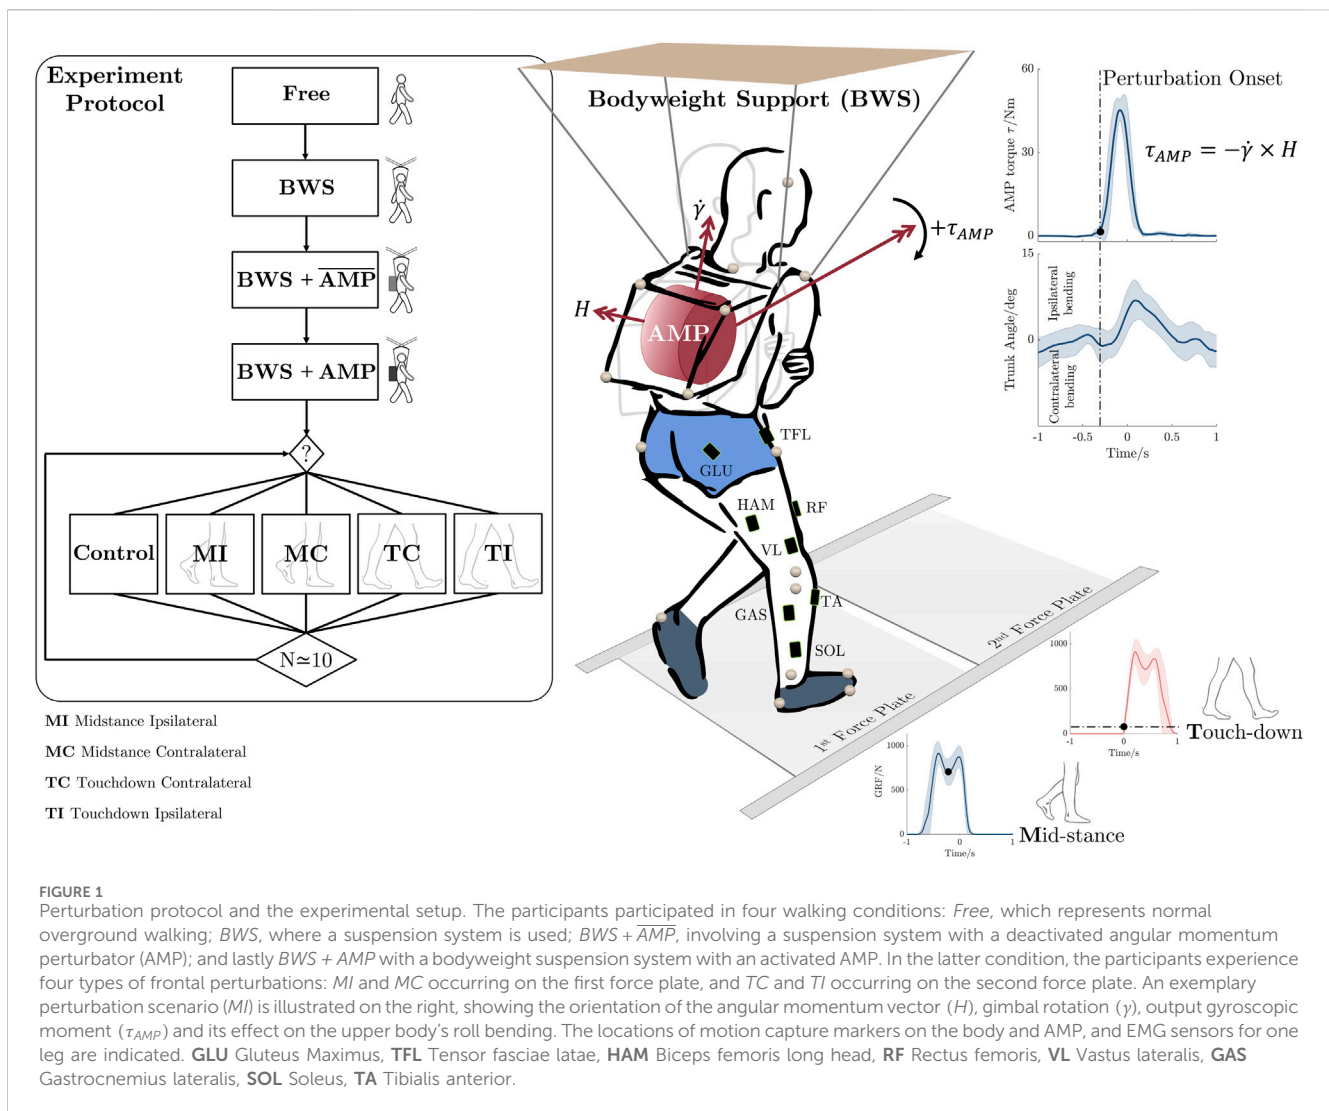 Experiment
Protocol
Free
BWS
BWS + A̅M̅P̅
BWS + AMP
?
Control
MI
MC
TC
TI
N≃10
MI Midstance Ipsilateral
MC Midstance Contralateral
TC Touchdown Contralateral
TI Touchdown Ipsilateral
Bodyweight Support (BWS)
γ̇
+τ_AMP
H
AMP
TFL
GLU
HAM
RF
VL
TA
GAS
SOL
1st Force Plate
2nd Force Plate
60
30
0
AMP torque τ/Nm
Perturbation Onset
τ_AMP = −γ̇ × H
15
0
Trunk Angle/deg
Ipsilateral
bending
Contralateral
bending
-1 -0.5 0 0.5 1
Time/s
1000
500
0
-1 0 1
Time/s
Touch-down
1000
500
0
GRF/N
-1 0 1
Time/s
Mid-stance
FIGURE 1
Perturbation protocol and the experimental setup. The participants participated in four walking conditions: Free, which represents normal
overground walking; BWS, where a suspension system is used; BWS + A̅M̅P̅, involving a suspension system with a deactivated angular momentum
perturbator (AMP); and lastly BWS + AMP with a bodyweight suspension system with an activated AMP. In the latter condition, the participants experience
four types of frontal perturbations: MI and MC occurring on the first force plate, and TC and TI occurring on the second force plate. An exemplary
perturbation scenario (MI) is illustrated on the right, showing the orientation of the angular momentum vector (H), gimbal rotation (γ), output gyroscopic
moment (τ_AMP) and its effect on the upper body's roll bending. The locations of motion capture markers on the body and AMP, and EMG sensors for one
leg are indicated. GLU Gluteus Maximus, TFL Tensor fasciae latae, HAM Biceps femoris long head, RF Rectus femoris, VL Vastus lateralis, GAS
Gastrocnemius lateralis, SOL Soleus, TA Tibialis anterior.